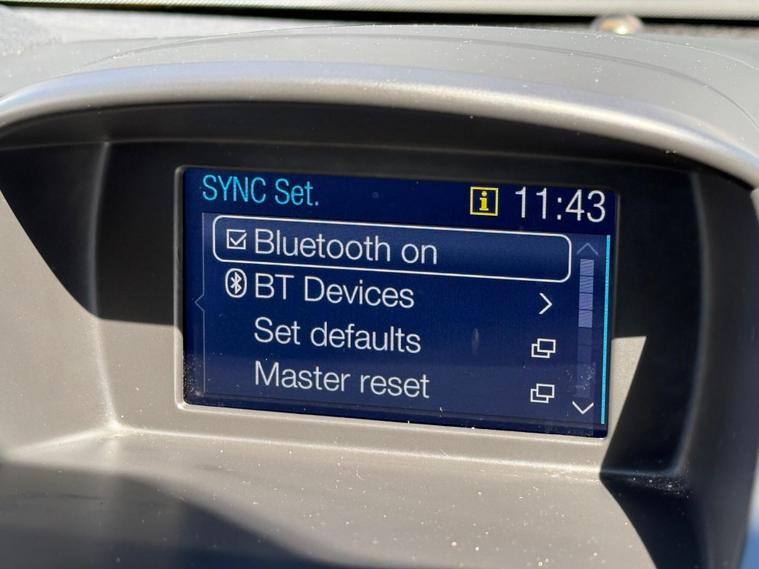 SYNC Set.
i 11:43
Bluetooth on
BT Devices
Set defaults
Master reset